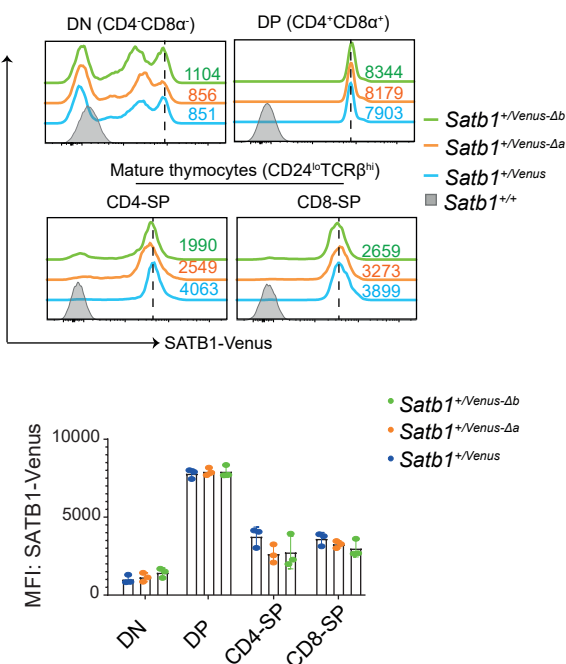 DN (CD4⁻CD8α⁻)
DP (CD4⁺CD8α⁺)
1104
856
851
8344
8179
7903
Satb1⁺/Venus-Δb
Satb1⁺/Venus-Δa
Satb1⁺/Venus
Satb1⁺/⁺
Mature thymocytes (CD24ˡᵒTCRβʰⁱ)
CD4-SP
CD8-SP
1990
2549
4063
2659
3273
3899
SATB1-Venus
Satb1⁺/Venus-Δb
Satb1⁺/Venus-Δa
Satb1⁺/Venus
MFI: SATB1-Venus
10000
5000
0
DN
DP
CD4-SP
CD8-SP